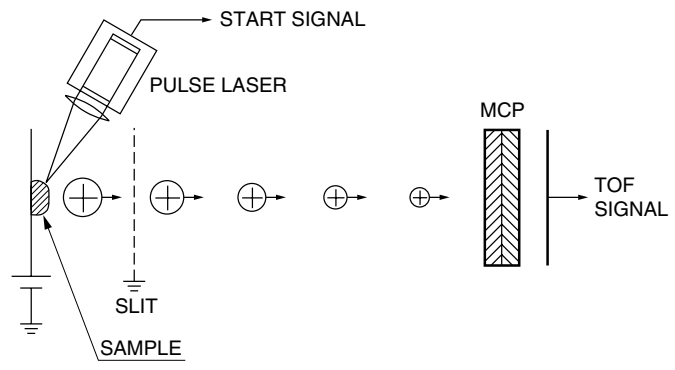 START SIGNAL
PULSE LASER
MCP
TOF
SIGNAL
SLIT
SAMPLE